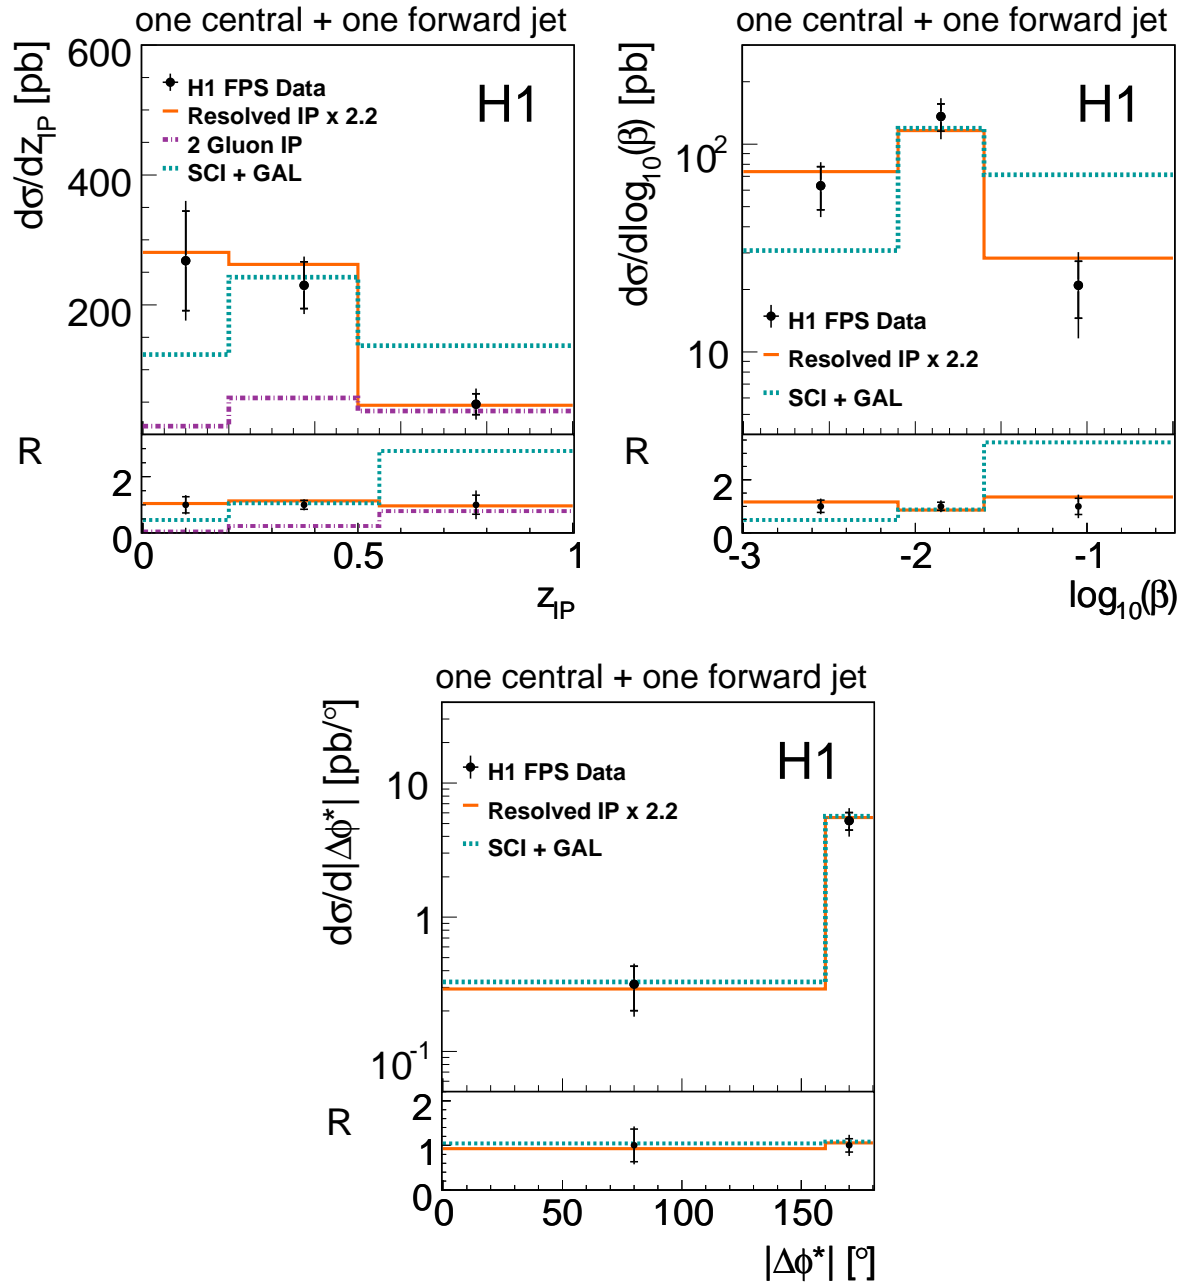 one central + one forward jet
dσ/dz_IP [pb]
600
400
200
H1
H1 FPS Data
Resolved IP x 2.2
2 Gluon IP
SCI + GAL
R
2
0
0 0.5 1
z_IP
one central + one forward jet
dσ/dlog₁₀(β) [pb]
10²
10
H1
H1 FPS Data
Resolved IP x 2.2
SCI + GAL
R
2
0
-3 -2 -1
log₁₀(β)
one central + one forward jet
dσ/d|Δϕ*| [pb/°]
10
1
10⁻¹
H1
H1 FPS Data
Resolved IP x 2.2
SCI + GAL
R
2
1
0
0 50 100 150
|Δϕ*| [°]